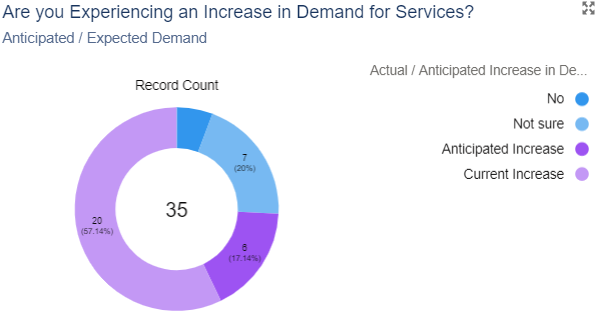 Are you Experiencing an Increase in Demand for Services?
Anticipated / Expected Demand
Actual / Anticipated Increase in De...
Record Count
No
Not sure
Anticipated Increase
Current Increase
7
(20%)
20
(57.14%)
35
6
(17.14%)